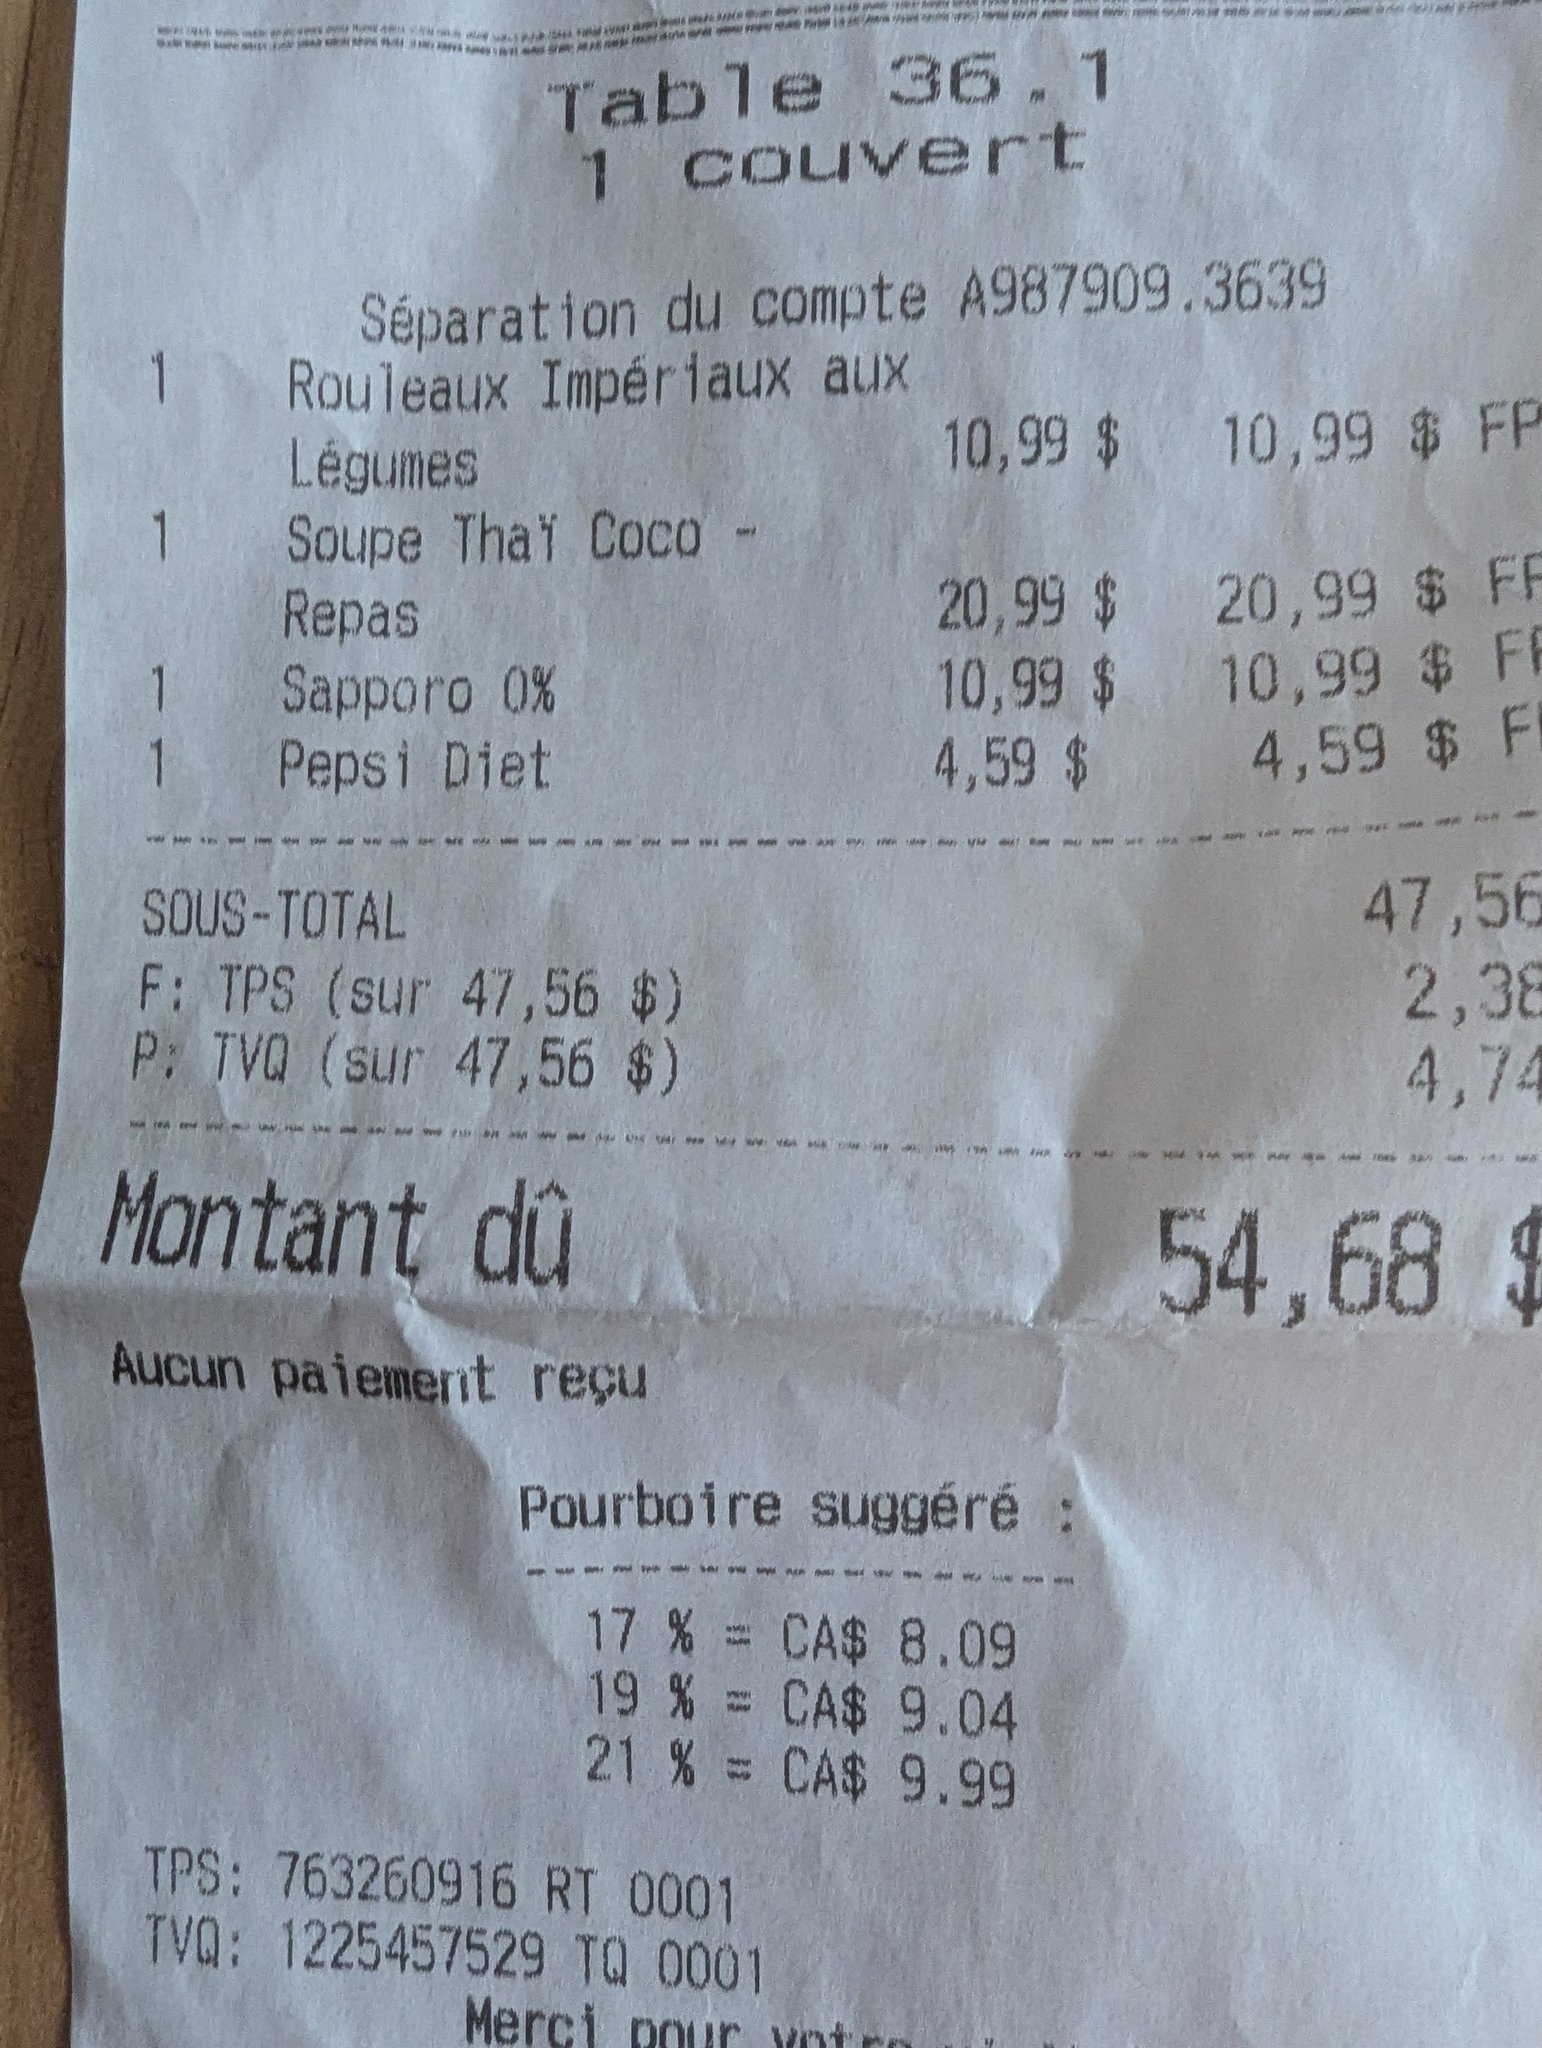 Table 36.1
1 couvert
Séparation du compte A987909.3639
1 Rouleaux Impériaux aux
Légumes 10,99 $ 10,99 $ FP
1 Soupe Thaï Coco -
Repas 20,99 $ 20,99 $ FP
1 Sapporo 0% 10,99 $ 10,99 $ FP
1 Pepsi Diet 4,59 $ 4,59 $ F
SOUS-TOTAL 47,56
F: TPS (sur 47,56 $) 2,38
P: TVQ (sur 47,56 $) 4,74
Montant dû 54,68 $
Aucun paiement reçu
Pourboire suggéré :
17 % = CA$ 8.09
19 % = CA$ 9.04
21 % = CA$ 9.99
TPS: 763260916 RT 0001
TVQ: 1225457529 TQ 0001
Merci pour votre